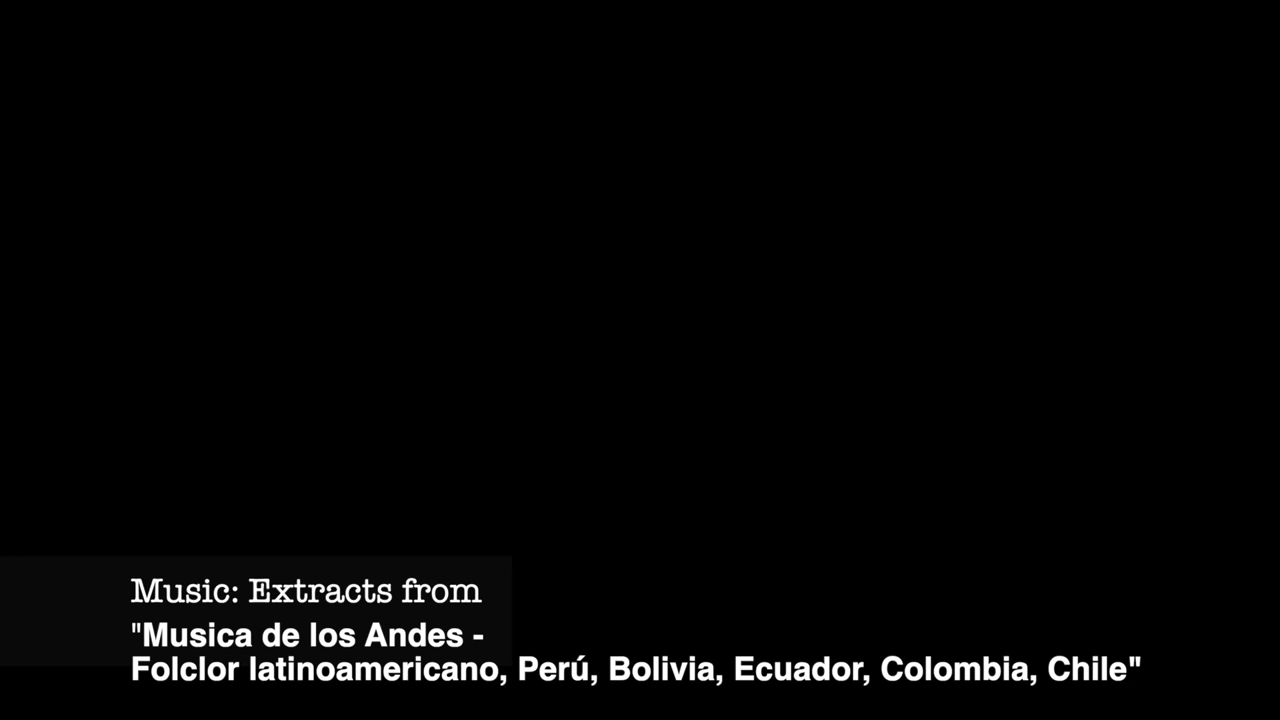 Music: Extracts from
"Musica de los Andes -
Folclor latinoamericano, Perú, Bolivia, Ecuador, Colombia, Chile"